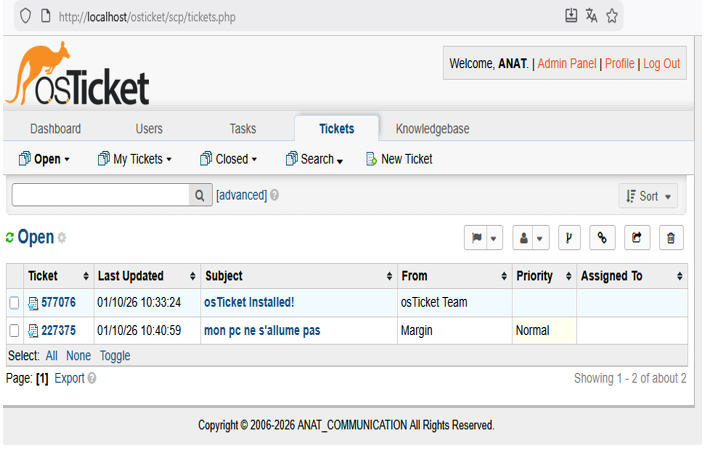 http://localhost/osticket/scp/tickets.php
osTicket
Welcome, ANAT. | Admin Panel | Profile | Log Out
Dashboard Users Tasks Tickets Knowledgebase
Open My Tickets Closed Search New Ticket
[advanced] Sort
Open
Ticket Last Updated Subject From Priority Assigned To
577076 01/10/26 10:33:24 osTicket Installed! osTicket Team
227375 01/10/26 10:40:59 mon pc ne s'allume pas Margin Normal
Select: All None Toggle
Page: [1] Export Showing 1 - 2 of about 2
Copyright © 2006-2026 ANAT_COMMUNICATION All Rights Reserved.